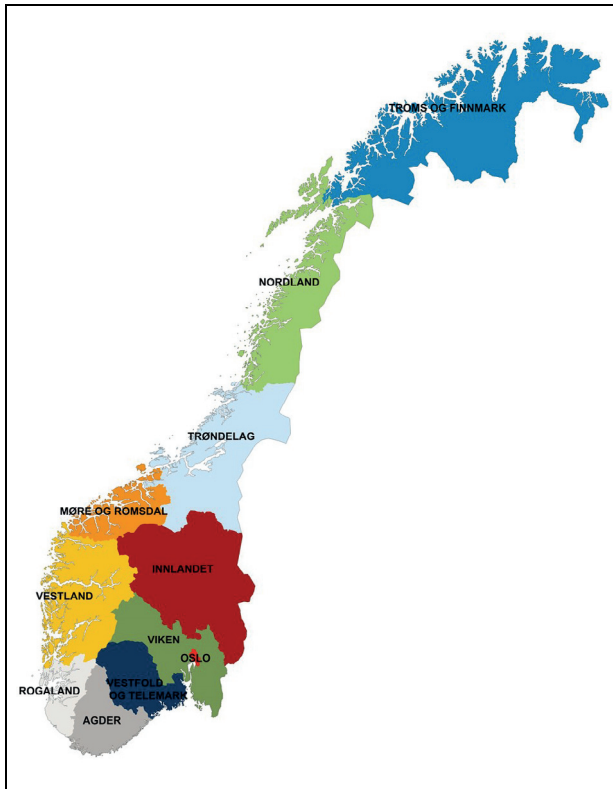 TROMS OG FINNMARK
NORDLAND
TRØNDELAG
MØRE OG ROMSDAL
INNLANDET
VESTLAND
VIKEN
OSLO
VESTFOLD
OG TELEMARK
ROGALAND
AGDER